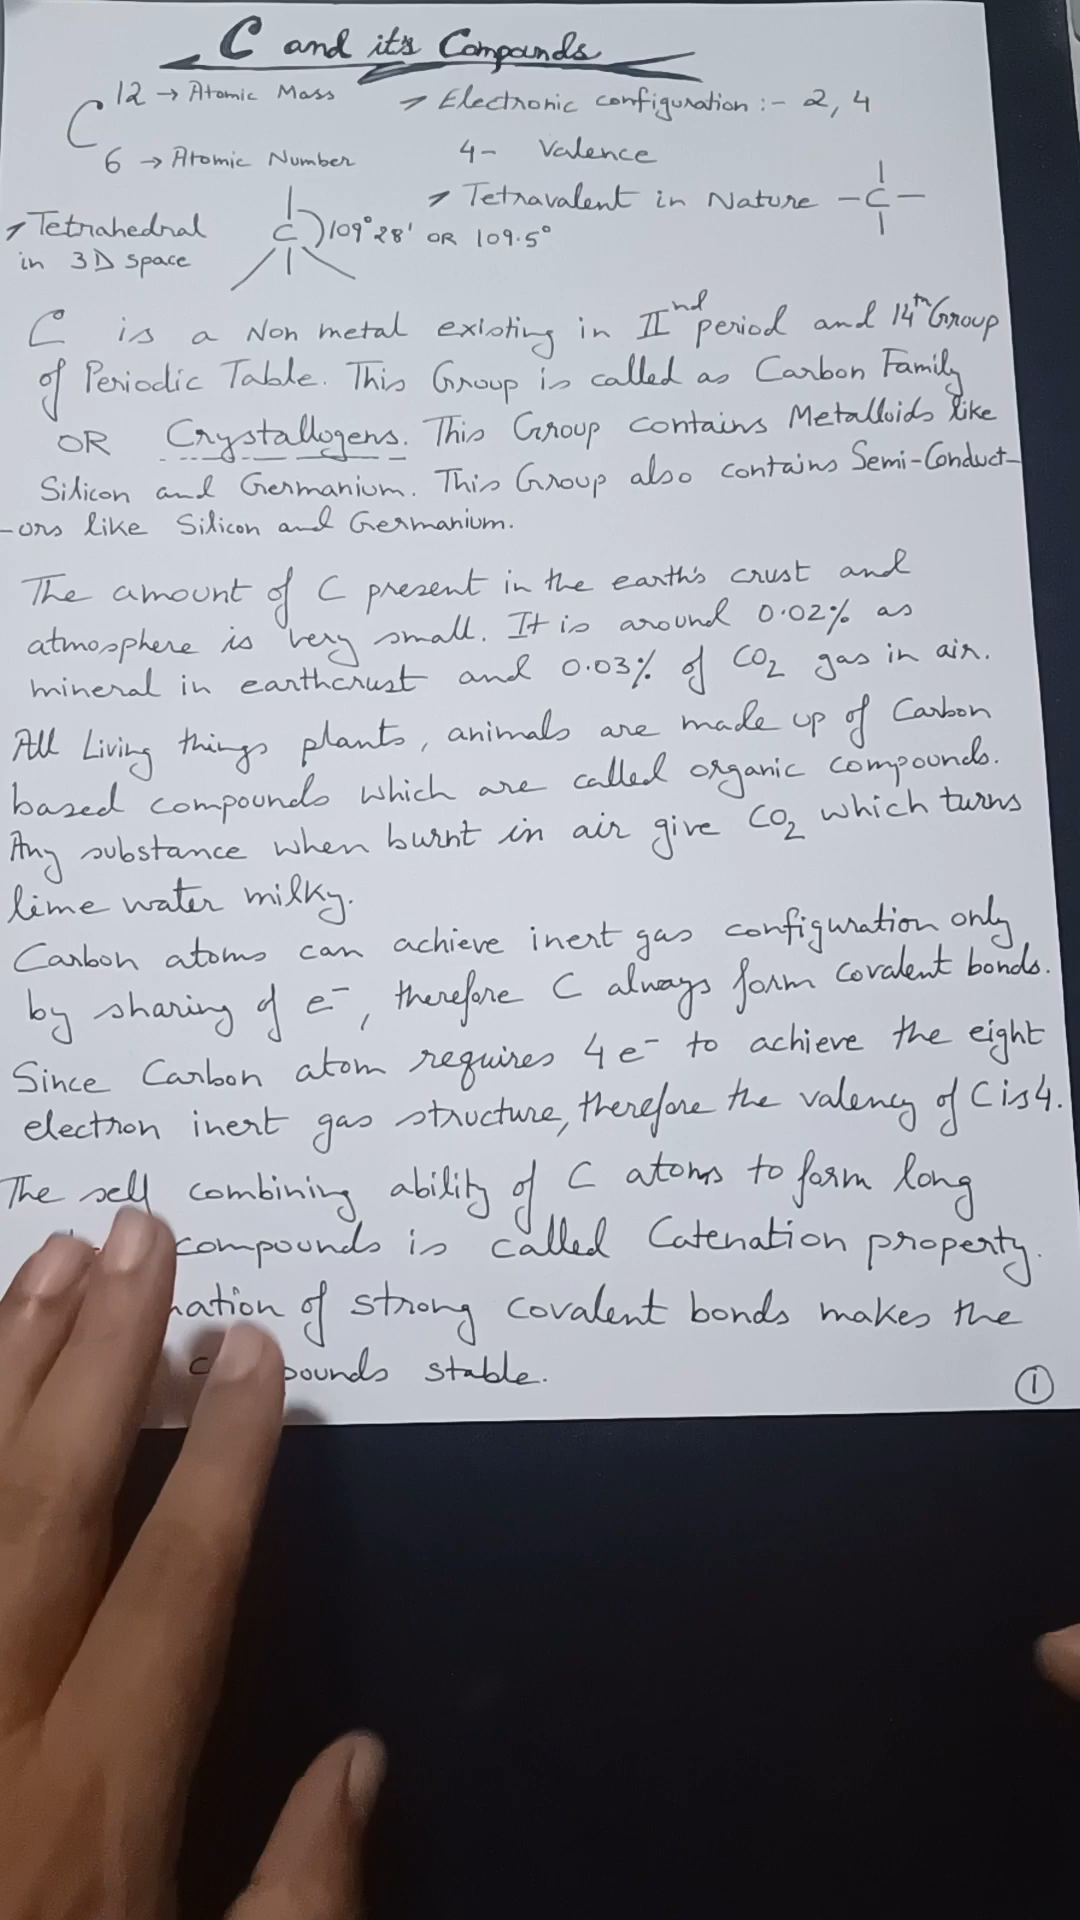 C and it's Compounds
C 12 → Atomic Mass
6 → Atomic Number
→ Electronic configuration :- 2, 4
4- Valence
→ Tetravalent in Nature -C-
→ Tetrahedral in 3D space
C 109°28' OR 109.5°
C is a Non metal existing in IInd period and 14th Group
of Periodic Table. This Group is called as Carbon Family
OR Crystallogens. This Group contains Metalloids like
Silicon and Germanium. This Group also contains Semi-Conduct-
-ors like Silicon and Germanium.
The amount of C present in the earth's crust and
atmosphere is very small. It is around 0.02% as
mineral in earthcrust and 0.03% of CO2 gas in air.
All Living things plants, animals are made up of Carbon
based compounds which are called organic compounds.
Any substance when burnt in air give CO2 which turns
lime water milky.
Carbon atoms can achieve inert gas configuration only
by sharing of e⁻, therefore C always form covalent bonds.
Since Carbon atom requires 4e⁻ to achieve the eight
electron inert gas structure, therefore the valency of C is 4.
The self combining ability of C atoms to form long
compounds is called Catenation property.
of strong covalent bonds makes the
stable.
1